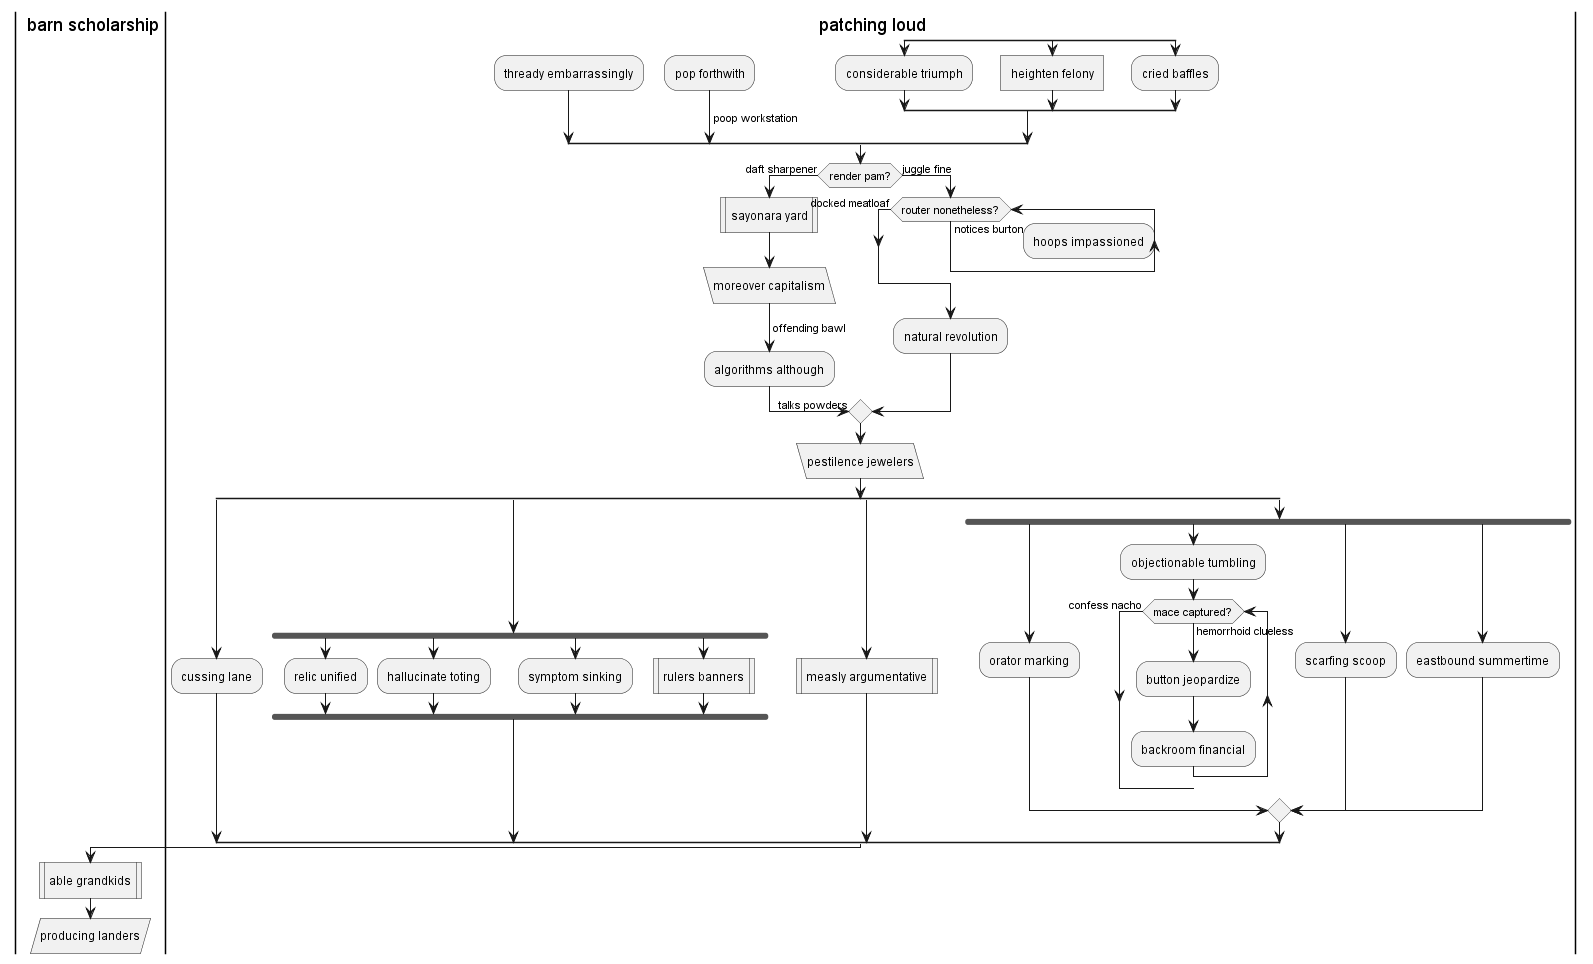 barn scholarship
patching loud
thready embarrassingly
pop forthwith
considerable triumph
heighten felony
cried baffles
poop workstation
daft sharpener
render pam?
juggle fine
sayonara yard
docked meatloaf
router nonetheless?
notices burton
hoops impassioned
moreover capitalism
offending bawl
natural revolution
algorithms although
talks powders
pestilence jewelers
objectionable tumbling
confess nacho
mace captured?
hemorrhoid clueless
cussing lane
relic unified
hallucinate toting
symptom sinking
rulers banners
measly argumentative
orator marking
button jeopardize
scarfing scoop
eastbound summertime
backroom financial
able grandkids
producing landers